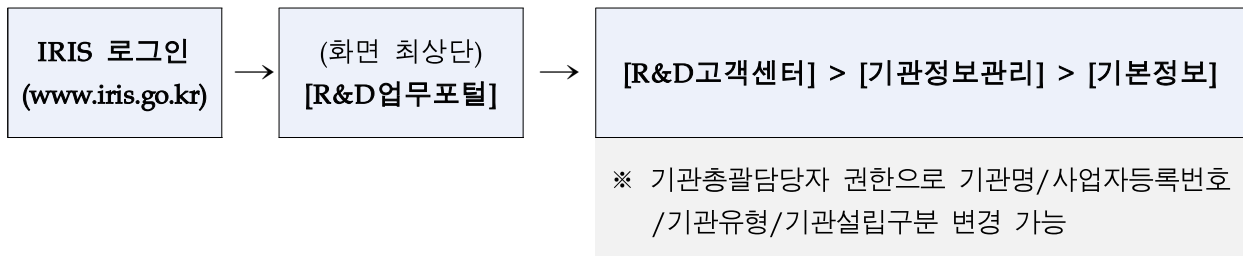 IRIS 로그인
(www.iris.go.kr)
→
(화면 최상단)
[R&D업무포털]
→
[R&D고객센터] > [기관정보관리] > [기본정보]
※ 기관총괄담당자 권한으로 기관명/사업자등록번호
/기관유형/기관설립구분 변경 가능